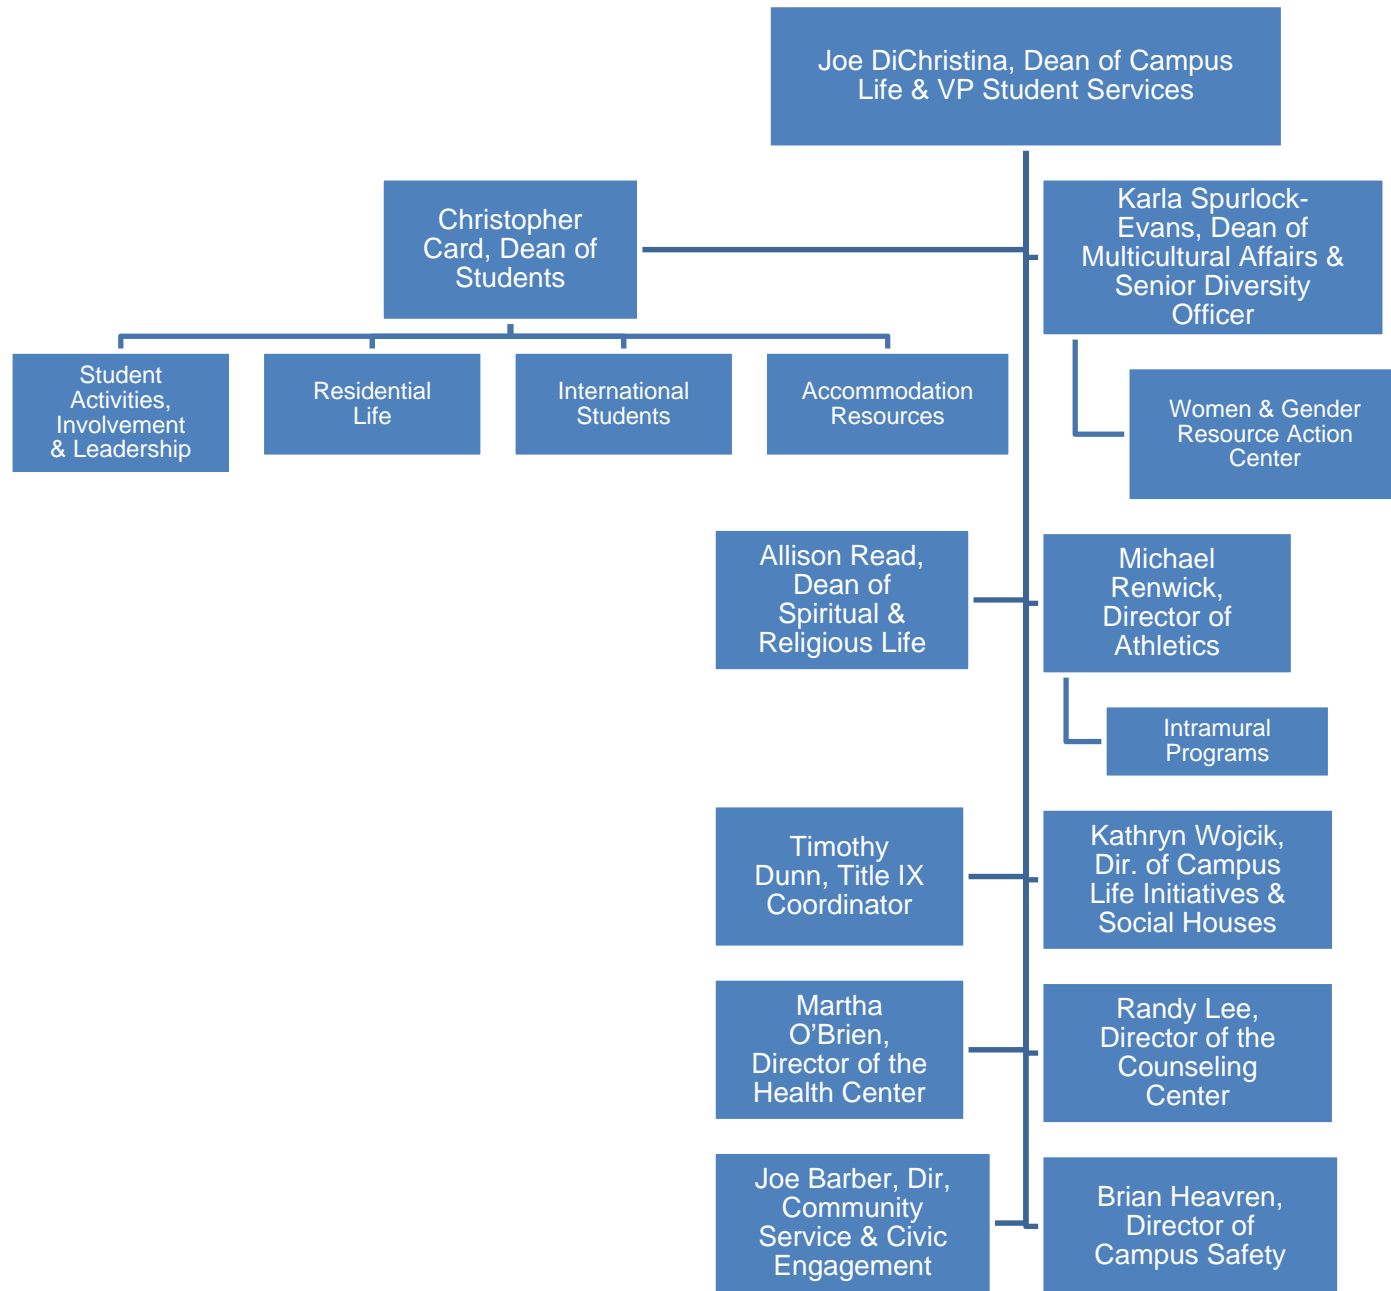 Joe DiChristina, Dean of Campus
Life & VP Student Services
Christopher
Card, Dean of
Students
Karla Spurlock-
Evans, Dean of
Multicultural Affairs &
Senior Diversity
Officer
Student
Activities,
Involvement
& Leadership
Residential
Life
International
Students
Accommodation
Resources
Women & Gender
Resource Action
Center
Allison Read,
Dean of
Spiritual &
Religious Life
Michael
Renwick,
Director of
Athletics
Intramural
Programs
Timothy
Dunn, Title IX
Coordinator
Kathryn Wojcik,
Dir. of Campus
Life Initiatives &
Social Houses
Martha
O’Brien,
Director of the
Health Center
Randy Lee,
Director of the
Counseling
Center
Joe Barber, Dir,
Community
Service & Civic
Engagement
Brian Heavren,
Director of
Campus Safety